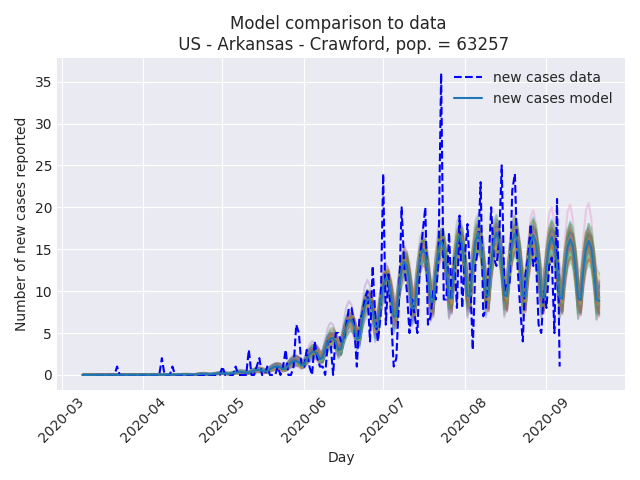 Model comparison to data
US - Arkansas - Crawford, pop. = 63257
new cases data
new cases model
Number of new cases reported
35
30
25
20
15
10
5
0
2020-03
2020-04
2020-05
2020-06
2020-07
2020-08
2020-09
Day